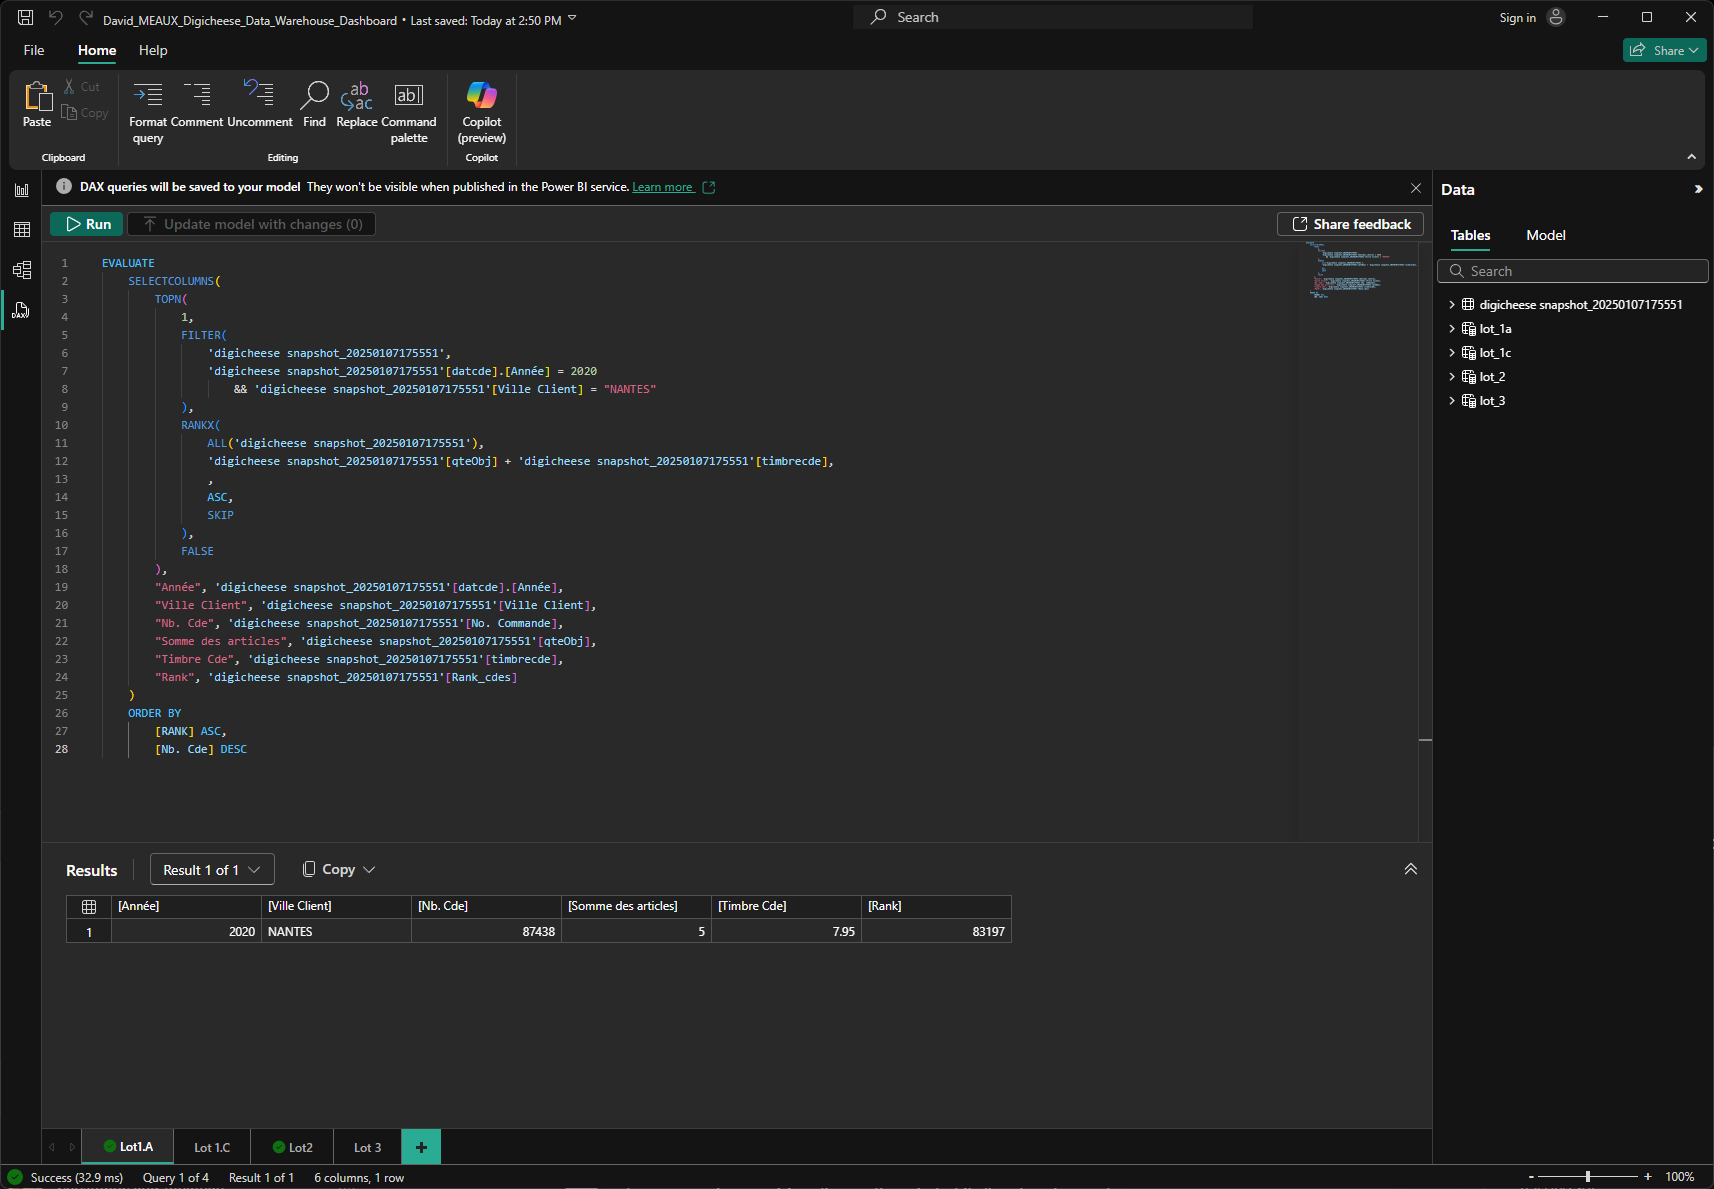 David_MEAUX_Digicheese_Data_Warehouse_Dashboard • Last saved: Today at 2:50 PM
Search
Sign in
File
Home
Help
Share
Paste
Cut
Copy
Format query
Comment
Uncomment
Find
Replace
Command palette
Copilot (preview)
Clipboard
Editing
Copilot
DAX queries will be saved to your model They won't be visible when published in the Power BI service. Learn more
Run
Update model with changes (0)
Share feedback
1 EVALUATE
2 SELECTCOLUMNS(
3 TOPN(
4 1,
5 FILTER(
6 'digicheese snapshot_20250107175551',
7 'digicheese snapshot_20250107175551'[datcde].[Année] = 2020
8 && 'digicheese snapshot_20250107175551'[Ville Client] = "NANTES"
9 ),
10 RANKX(
11 ALL('digicheese snapshot_20250107175551'),
12 'digicheese snapshot_20250107175551'[qteObj] + 'digicheese snapshot_20250107175551'[timbrecde],
13 ,
14 ASC,
15 SKIP
16 ),
17 FALSE
18 ),
19 "Année", 'digicheese snapshot_20250107175551'[datcde].[Année],
20 "Ville Client", 'digicheese snapshot_20250107175551'[Ville Client],
21 "Nb. Cde", 'digicheese snapshot_20250107175551'[No. Commande],
22 "Somme des articles", 'digicheese snapshot_20250107175551'[qteObj],
23 "Timbre Cde", 'digicheese snapshot_20250107175551'[timbrecde],
24 "Rank", 'digicheese snapshot_20250107175551'[Rank_cdes]
25 )
26 ORDER BY
27 [RANK] ASC,
28 [Nb. Cde] DESC
Data
Tables
Model
Search
digicheese snapshot_20250107175551
lot_1a
lot_1c
lot_2
lot_3
DAX
Results
Result 1 of 1
Copy
[Année] [Ville Client] [Nb. Cde] [Somme des articles] [Timbre Cde] [Rank]
1 2020 NANTES 87438 5 7.95 83197
Lot1.A
Lot 1.C
Lot2
Lot 3
+
Success (32.9 ms) Query 1 of 4 Result 1 of 1 6 columns, 1 row
- + 100%